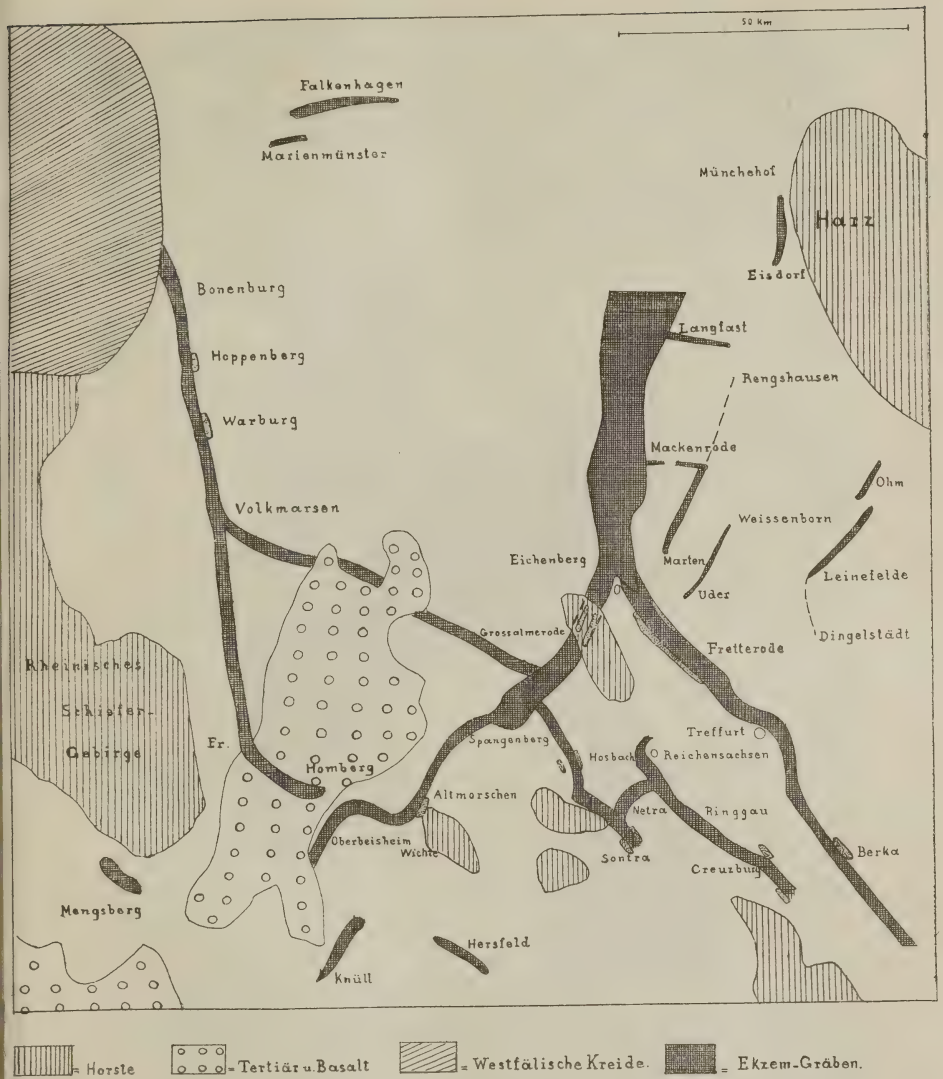 50 Km
Falkenhagen
Marienmünster
Münchehof
Harz
Eisdorf
Bonenburg
Langfast
Hoppenberg
Rengshausen
Warburg
Mackenrode
Ohm
Volkmarsen
Weissenborn
Eichenberg
Marten
Leinefelde
Uder
Grossalmerode
Dingelstädt
Fretterode
Rheinisches
Schiefer-
Gebirge
Fr.
Treffurt
Spangenberg
Hosbach
Reichensachsen
Homberg
Altmorschen
Netra
Ringgau
Oberbeisheim
Wichte
Sontra
Berka
Creuzburg
Mengsberg
Hersfeld
Knüll
= Horste
= Tertiär u. Basalt
= Westfälische Kreide.
= Ekzem-Gräben.